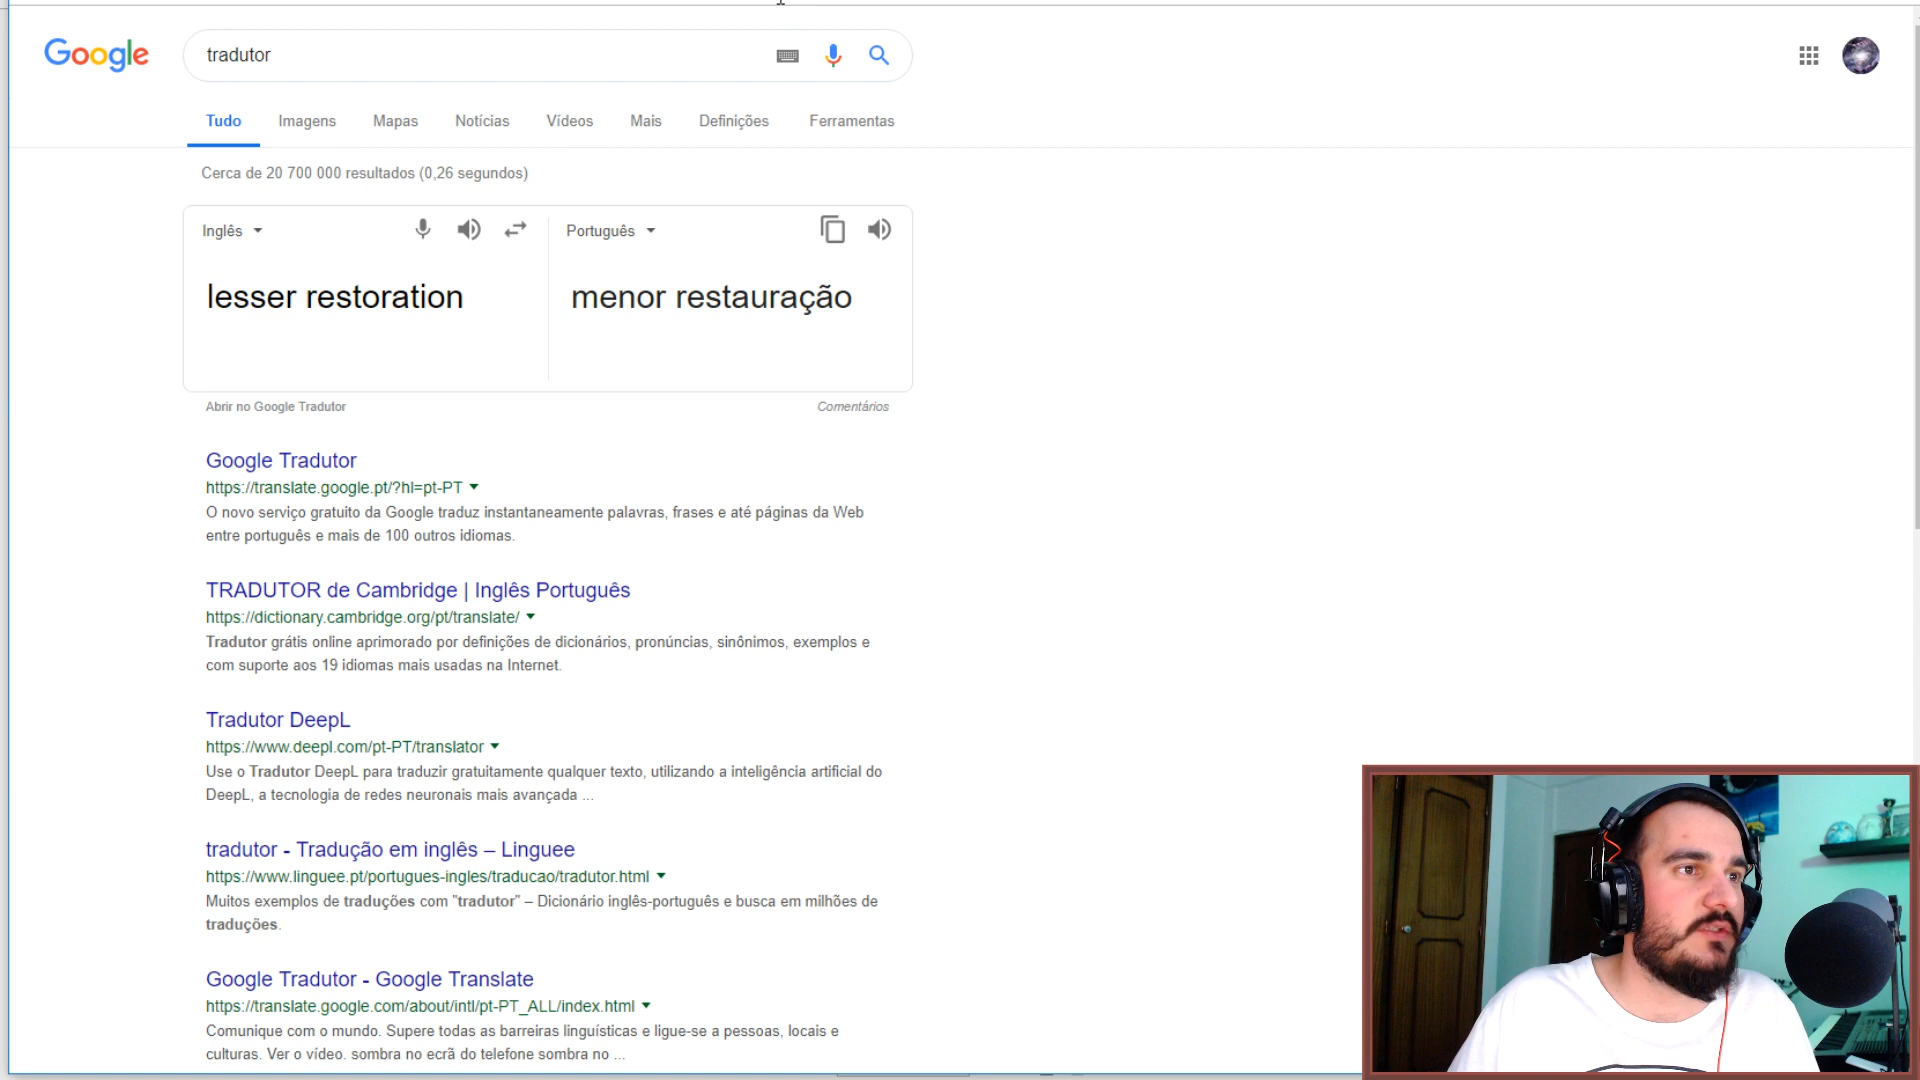 Google
tradutor
Tudo Imagens Mapas Notícias Vídeos Mais Definições Ferramentas
Cerca de 20 700 000 resultados (0,26 segundos)
Inglês Português
lesser restoration menor restauração
Abrir no Google Tradutor Comentários
Google Tradutor
https://translate.google.pt/?hl=pt-PT
O novo serviço gratuito da Google traduz instantaneamente palavras, frases e até páginas da Web
entre português e mais de 100 outros idiomas.
TRADUTOR de Cambridge | Inglês Português
https://dictionary.cambridge.org/pt/translate/
Tradutor grátis online aprimorado por definições de dicionários, pronúncias, sinônimos, exemplos e
com suporte aos 19 idiomas mais usadas na Internet.
Tradutor DeepL
https://www.deepl.com/pt-PT/translator
Use o Tradutor DeepL para traduzir gratuitamente qualquer texto, utilizando a inteligência artificial do
DeepL, a tecnologia de redes neuronais mais avançada ...
tradutor - Tradução em inglês – Linguee
https://www.linguee.pt/portugues-ingles/traducao/tradutor.html
Muitos exemplos de traduções com "tradutor" – Dicionário inglês-português e busca em milhões de
traduções.
Google Tradutor - Google Translate
https://translate.google.com/about/intl/pt-PT_ALL/index.html
Comunique com o mundo. Supere todas as barreiras linguísticas e ligue-se a pessoas, locais e
culturas. Ver o vídeo. sombra no ecrã do telefone sombra no ...